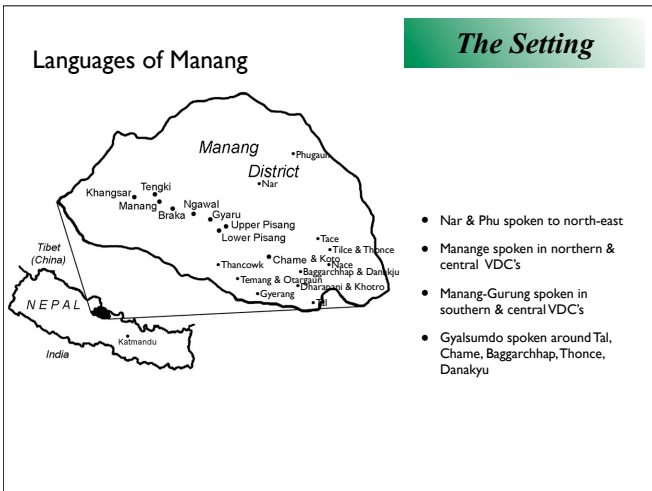 The Setting
Languages of Manang
Manang
District
Phugaun
Nar
Khangsar
Tengki
Manang
Braka
Ngawal
Gyaru
Upper Pisang
Lower Pisang
Tace
Tilce & Thonce
Chame & Koto
Nace
Thancowk
Baggarchhap & Danakju
Temang & Otargaun
Dharapani & Khotro
Gyerang
Tal
Tibet
(China)
NEPAL
Katmandu
India
• Nar & Phu spoken to north-east
• Manange spoken in northern &
central VDC's
• Manang-Gurung spoken in
southern & central VDC's
• Gyalsumdo spoken around Tal,
Chame, Baggarchhap, Thonce,
Danakyu